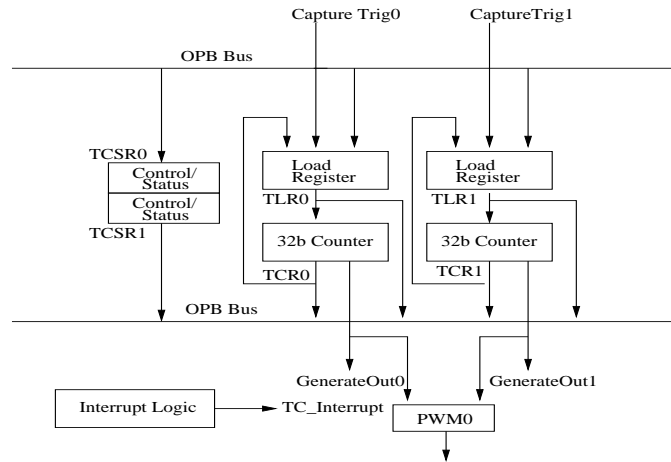 Capture Trig0
CaptureTrig1
OPB Bus
TCSR0
Control/
Status
Control/
Status
TCSR1
Load
Register
TLR0
Load
Register
TLR1
32b Counter
TCR0
32b Counter
TCR1
OPB Bus
GenerateOut0
GenerateOut1
Interrupt Logic
TC_Interrupt
PWM0